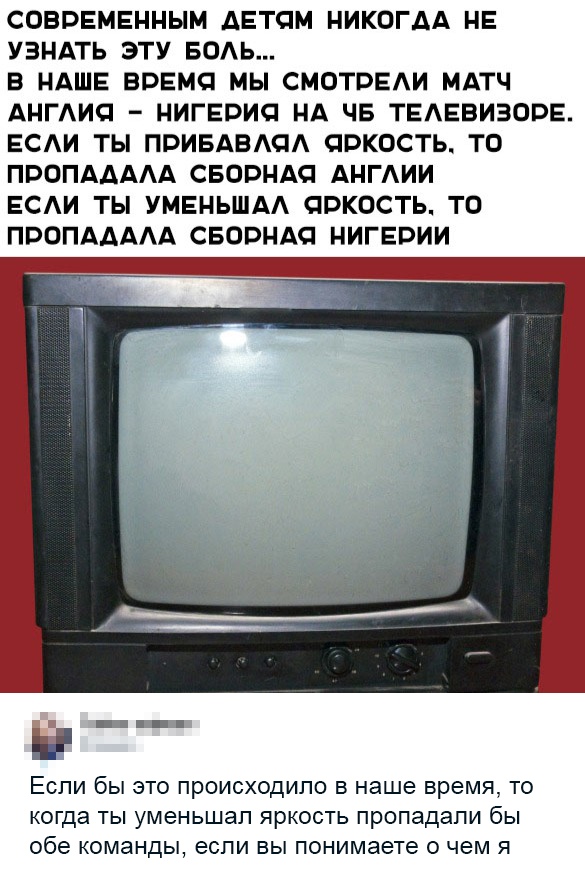 СОВРЕМЕННЫМ ДЕТЯМ НИКОГДА НЕ
УЗНАТЬ ЭТУ БОЛЬ...
В НАШЕ ВРЕМЯ МЫ СМОТРЕЛИ МАТЧ
АНГЛИЯ – НИГЕРИЯ НА ЧБ ТЕЛЕВИЗОРЕ.
ЕСЛИ ТЫ ПРИБАВЛЯЛ ЯРКОСТЬ, ТО
ПРОПАДАЛА СБОРНАЯ АНГЛИИ
ЕСЛИ ТЫ УМЕНЬШАЛ ЯРКОСТЬ, ТО
ПРОПАДАЛА СБОРНАЯ НИГЕРИИ
Если бы это происходило в наше время, то
когда ты уменьшал яркость пропадали бы
обе команды, если вы понимаете о чем я